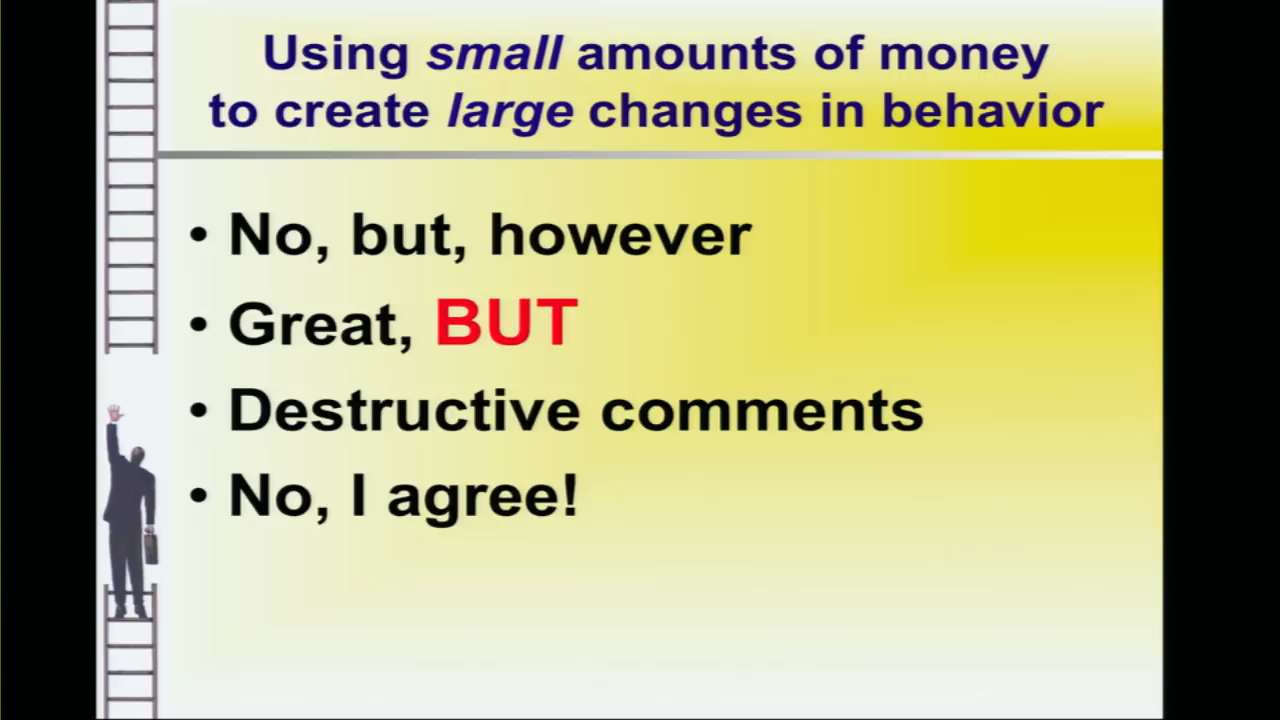 Using small amounts of money
to create large changes in behavior
• No, but, however
• Great, BUT
• Destructive comments
• No, I agree!